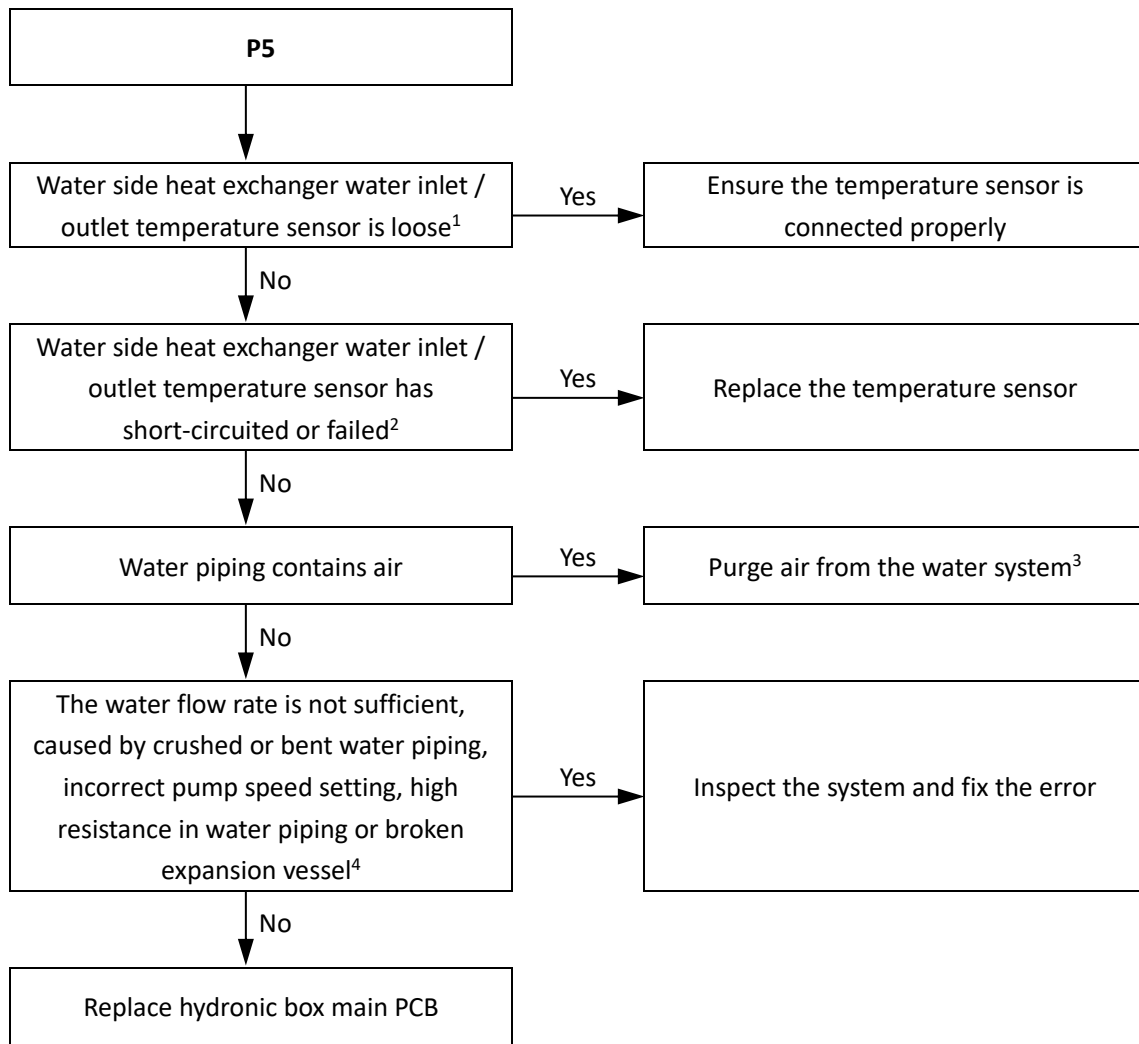 P5
Water side heat exchanger water inlet /
outlet temperature sensor is loose¹
Yes
Ensure the temperature sensor is
connected properly
No
Water side heat exchanger water inlet /
outlet temperature sensor has
short-circuited or failed²
Yes
Replace the temperature sensor
No
Water piping contains air
Yes
Purge air from the water system³
No
The water flow rate is not sufficient,
caused by crushed or bent water piping,
incorrect pump speed setting, high
resistance in water piping or broken
expansion vessel⁴
Yes
Inspect the system and fix the error
No
Replace hydronic box main PCB